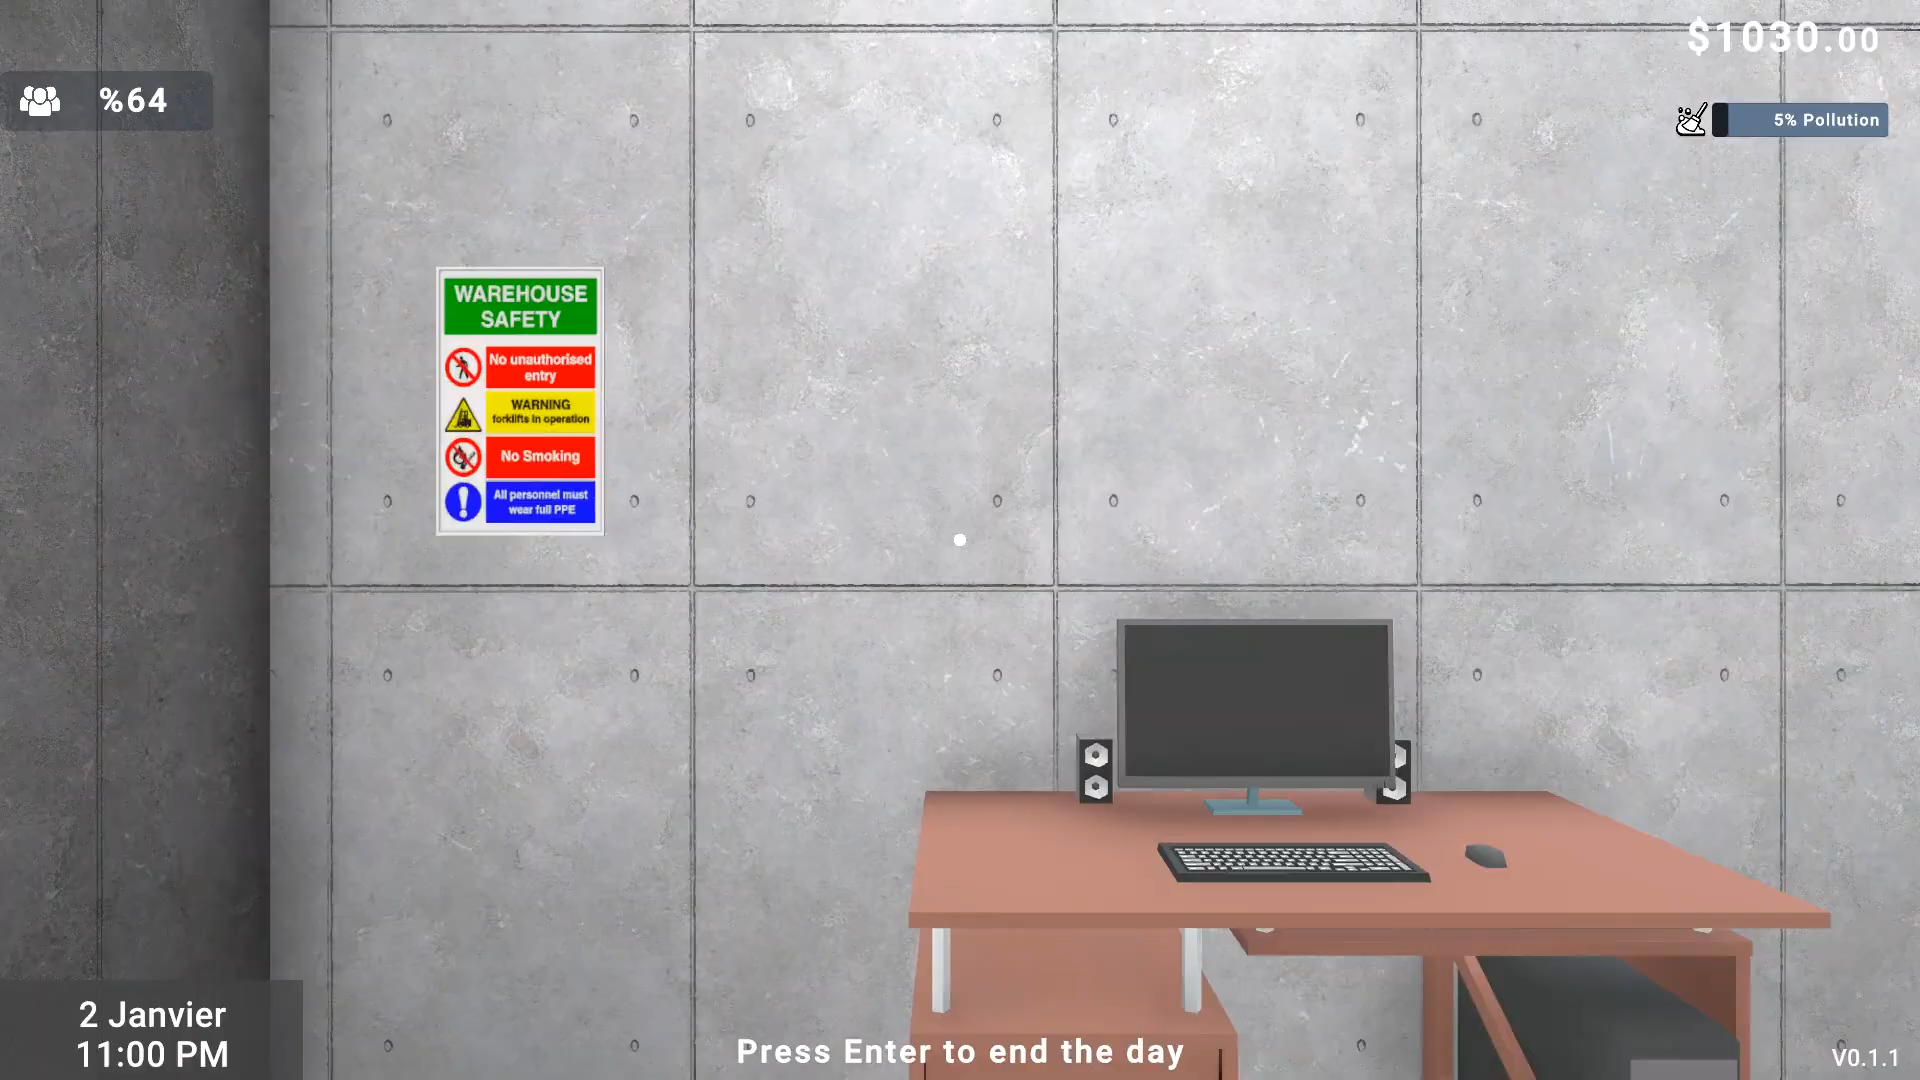 $1030.00
%64
5% Pollution
WAREHOUSE
SAFETY
No unauthorised
entry
WARNING
forklifts in operation
No Smoking
All personnel must
wear full PPE
2 Janvier
11:00 PM
Press Enter to end the day
V0.1.1